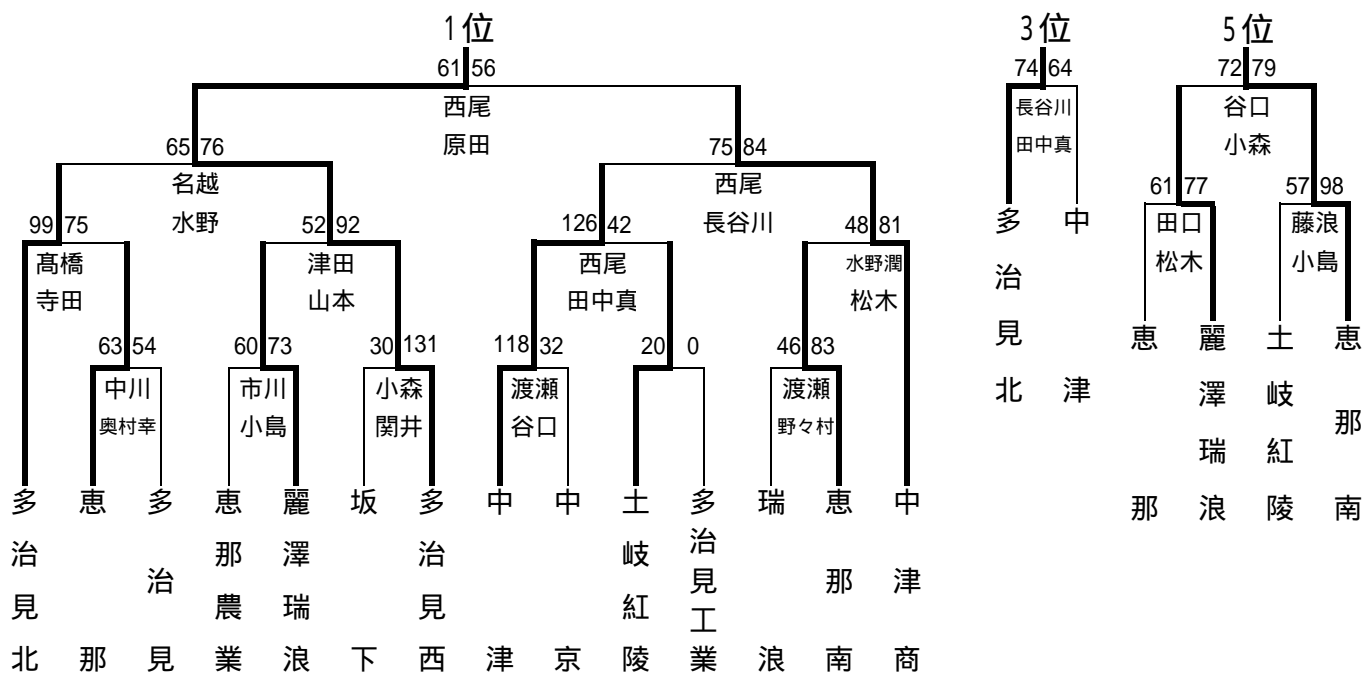 1位 3位 5位
61 56 74 64 72 79
西尾 長谷川 谷口
原田 田中真 小森
65 76 75 84
名越 西尾
水野 長谷川
61 77 57 98
田口 藤浪
松木 小島
99 75 52 92 126 42 48 81
髙橋 津田 西尾 水野潤
寺田 山本 田中真 松木
63 54 60 73 30 131 118 32 20 0 46 83
中川 市川 小森 渡瀬 渡瀬
奥村幸 小島 関井 谷口 野々村
多治見北
中津
恵那
麗澤瑞浪
土岐紅陵
恵那南
多治見北
恵那
多治見
恵那農業
麗澤瑞浪
坂下
多治見西
中津
中京
土岐紅陵
多治見工業
瑞浪
恵那南
中津商